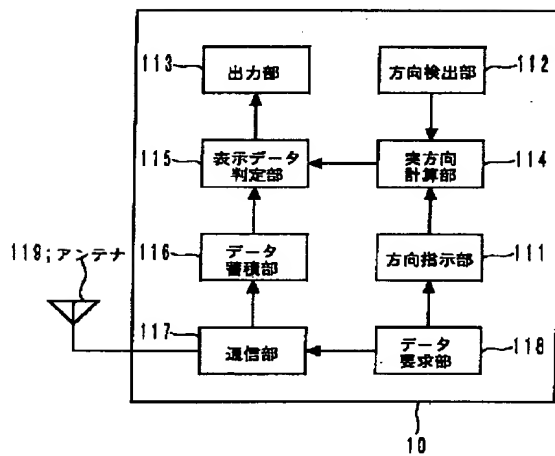 113
出力部
方向検出部
112
115
表示データ
判定部
実方向
計算部
114
119;アンテナ
116
データ
蓄積部
方向指示部
111
117
通信部
データ
要求部
118
10